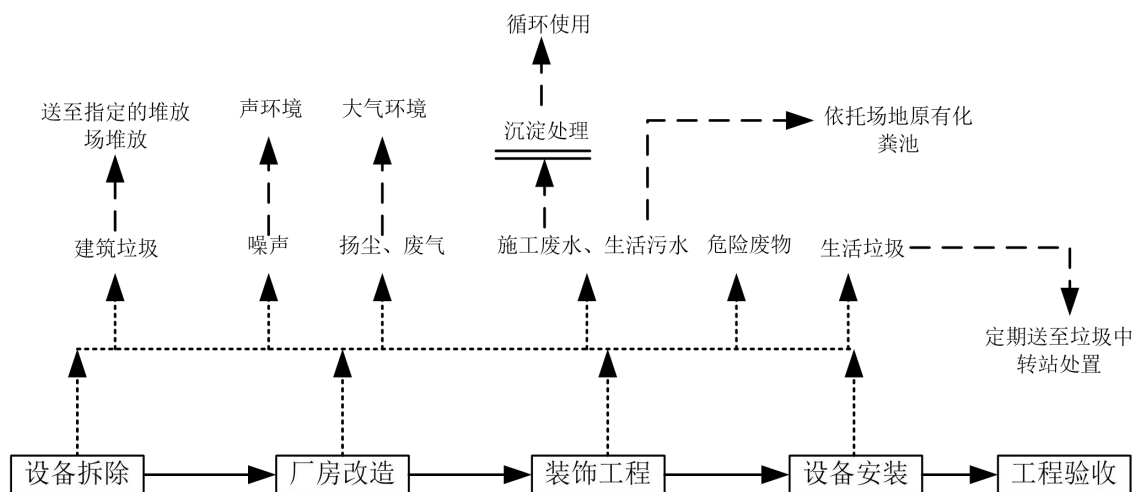 循环使用
送至指定的堆放
场堆放
声环境
大气环境
沉淀处理
依托场地原有化
粪池
建筑垃圾
噪声
扬尘、废气
施工废水、生活污水
危险废物
生活垃圾
定期送至垃圾中
转站处置
设备拆除
厂房改造
装饰工程
设备安装
工程验收